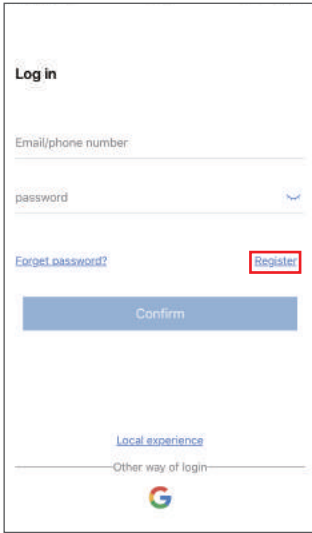 Log in
Email/phone number
password
Forget password? Register
Confirm
Local experience
Other way of login